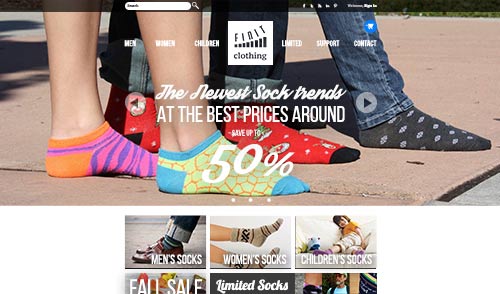 Search
Welcome, Sign In
MEN WOMEN CHILDREN LIMITED SUPPORT CONTACT
clothing
The Newest Sock trends
AT THE BEST PRICES AROUND
SAVE UP TO
50%
MEN'S SOCKS WOMEN'S SOCKS CHILDREN'S SOCKS
FALL SALE Limited Socks